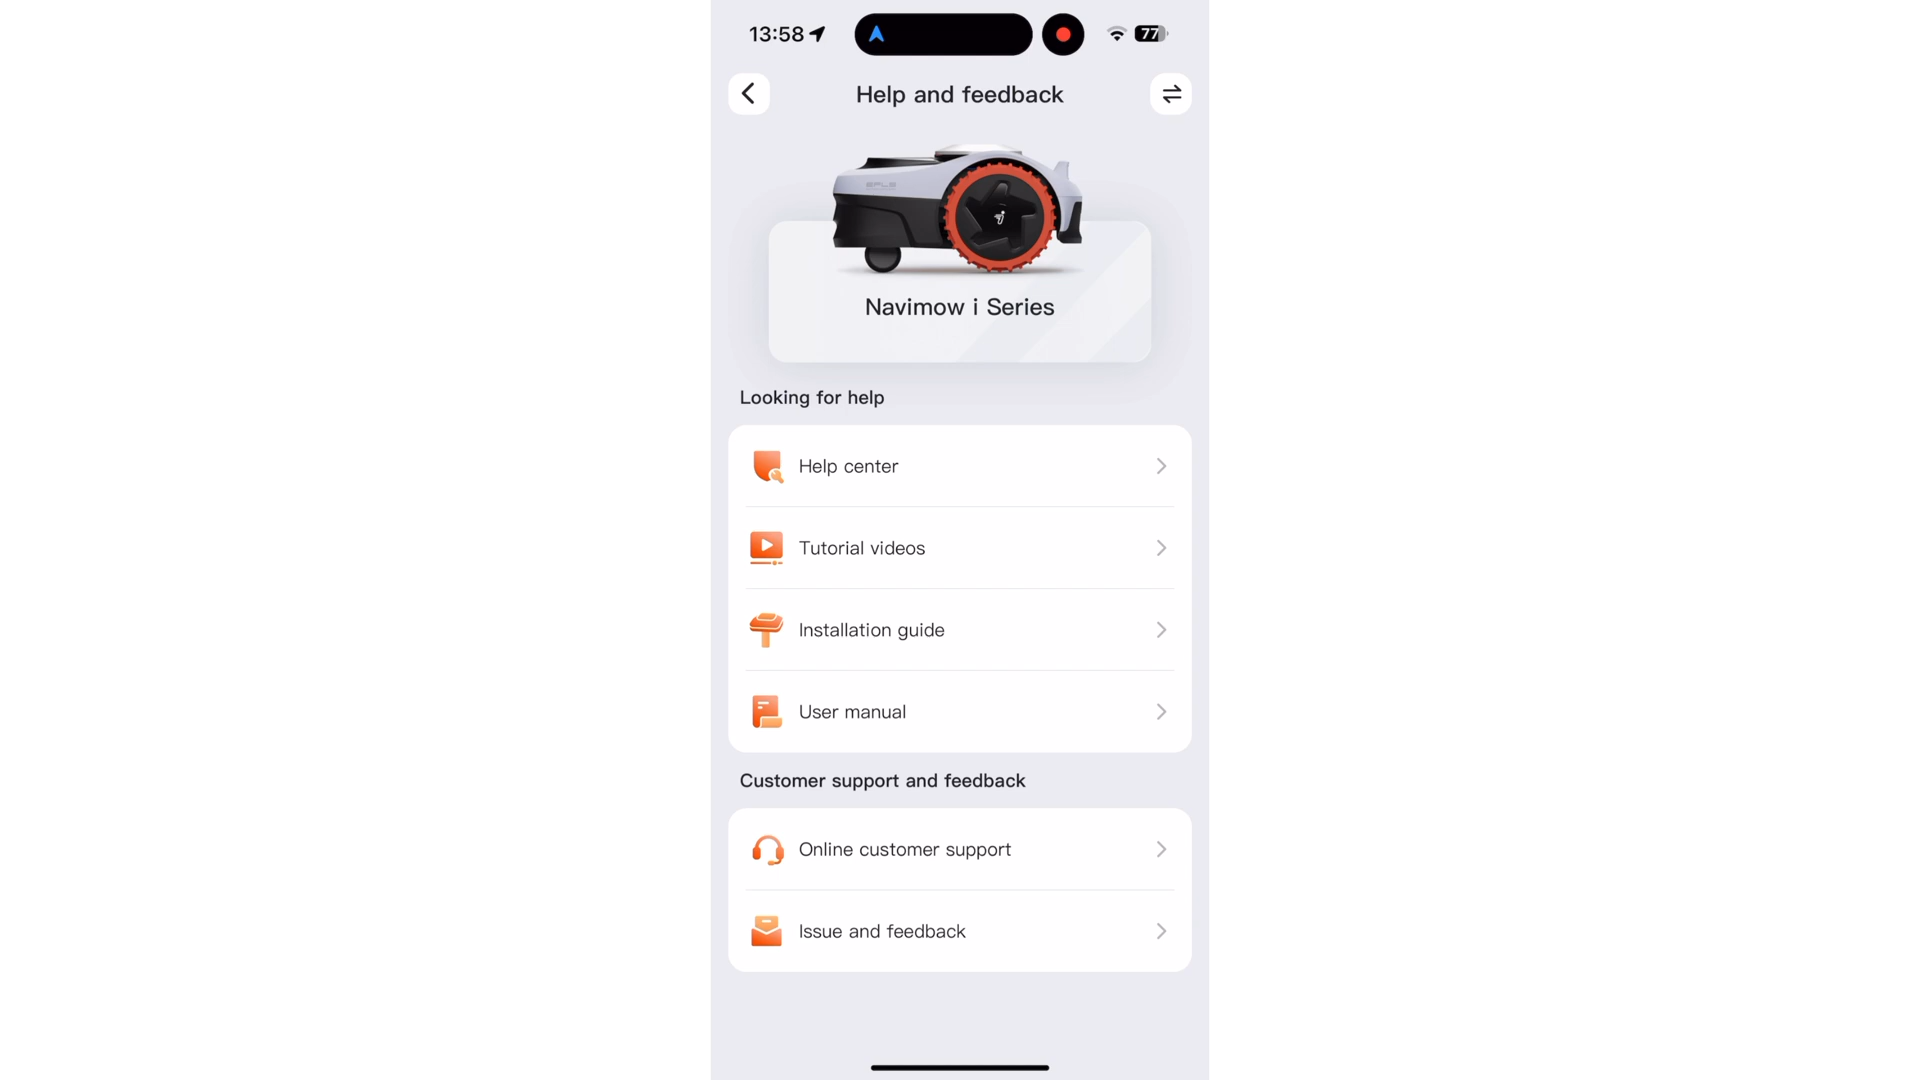 13:58
77
Help and feedback
Navimow i Series
Looking for help
Help center
Tutorial videos
Installation guide
User manual
Customer support and feedback
Online customer support
Issue and feedback